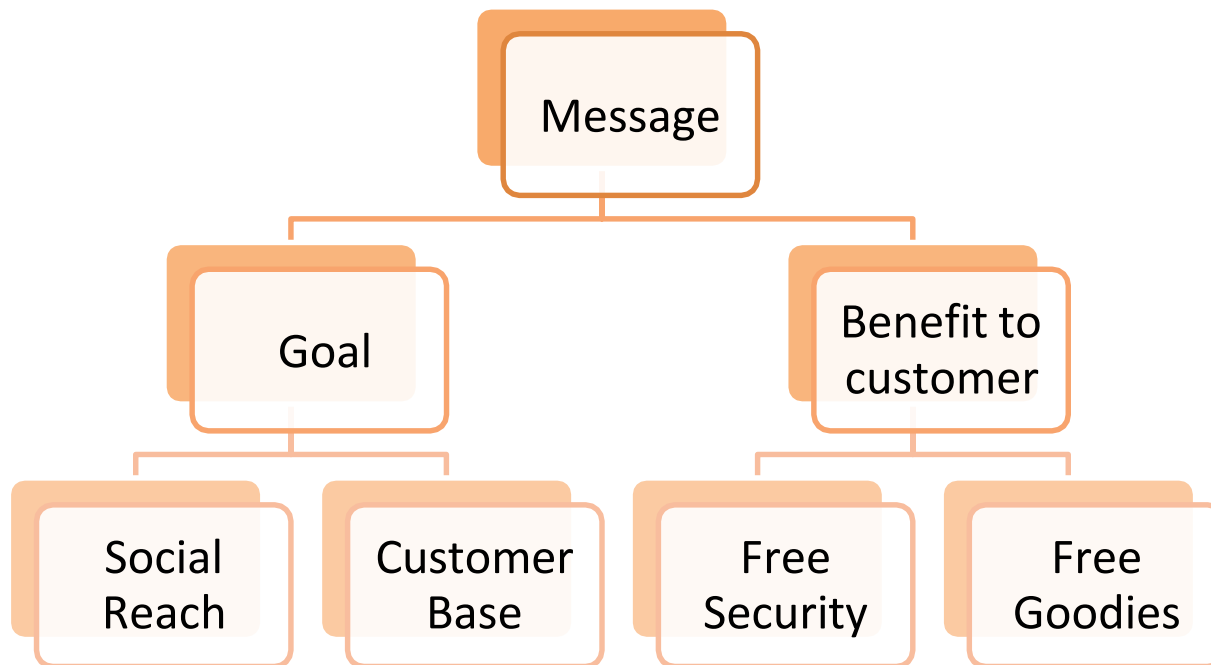 Message
Goal
Benefit to
customer
Social
Reach
Customer
Base
Free
Security
Free
Goodies